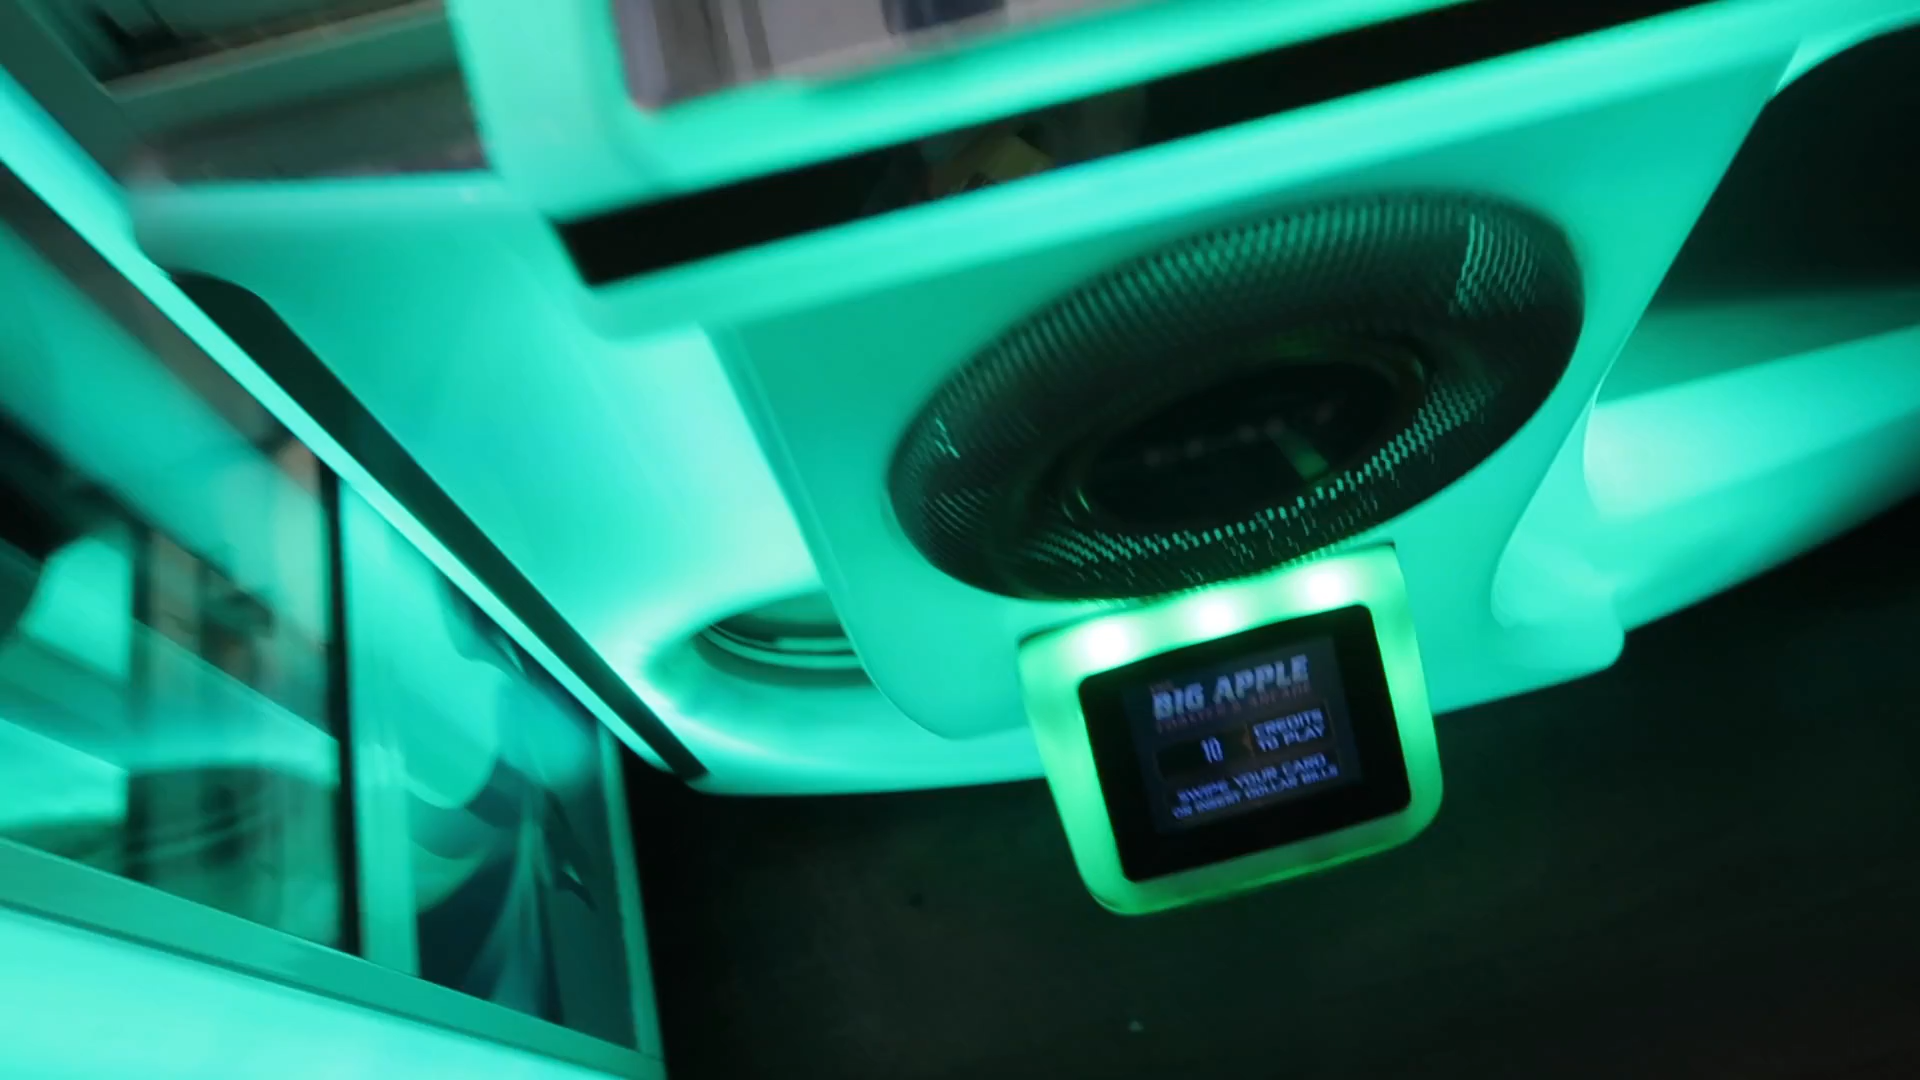 BIG APPLE
10
CREDITS
TO PLAY
SWIPE YOUR CARD
OR INSERT DOLLAR BILLS